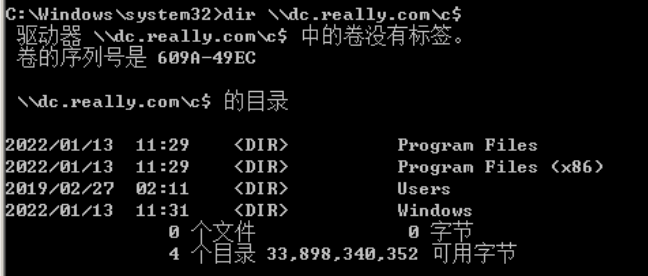 C:\Windows\system32>dir \\dc.really.com\c$
驱动器 \\dc.really.com\c$ 中的卷没有标签。
卷的序列号是 609A-49EC
\\dc.really.com\c$ 的目录
2022/01/13  11:29    <DIR>          Program Files
2022/01/13  11:29    <DIR>          Program Files (x86)
2019/02/27  02:11    <DIR>          Users
2022/01/13  11:31    <DIR>          Windows
0 个文件              0 字节
4 个目录 33,898,340,352 可用字节